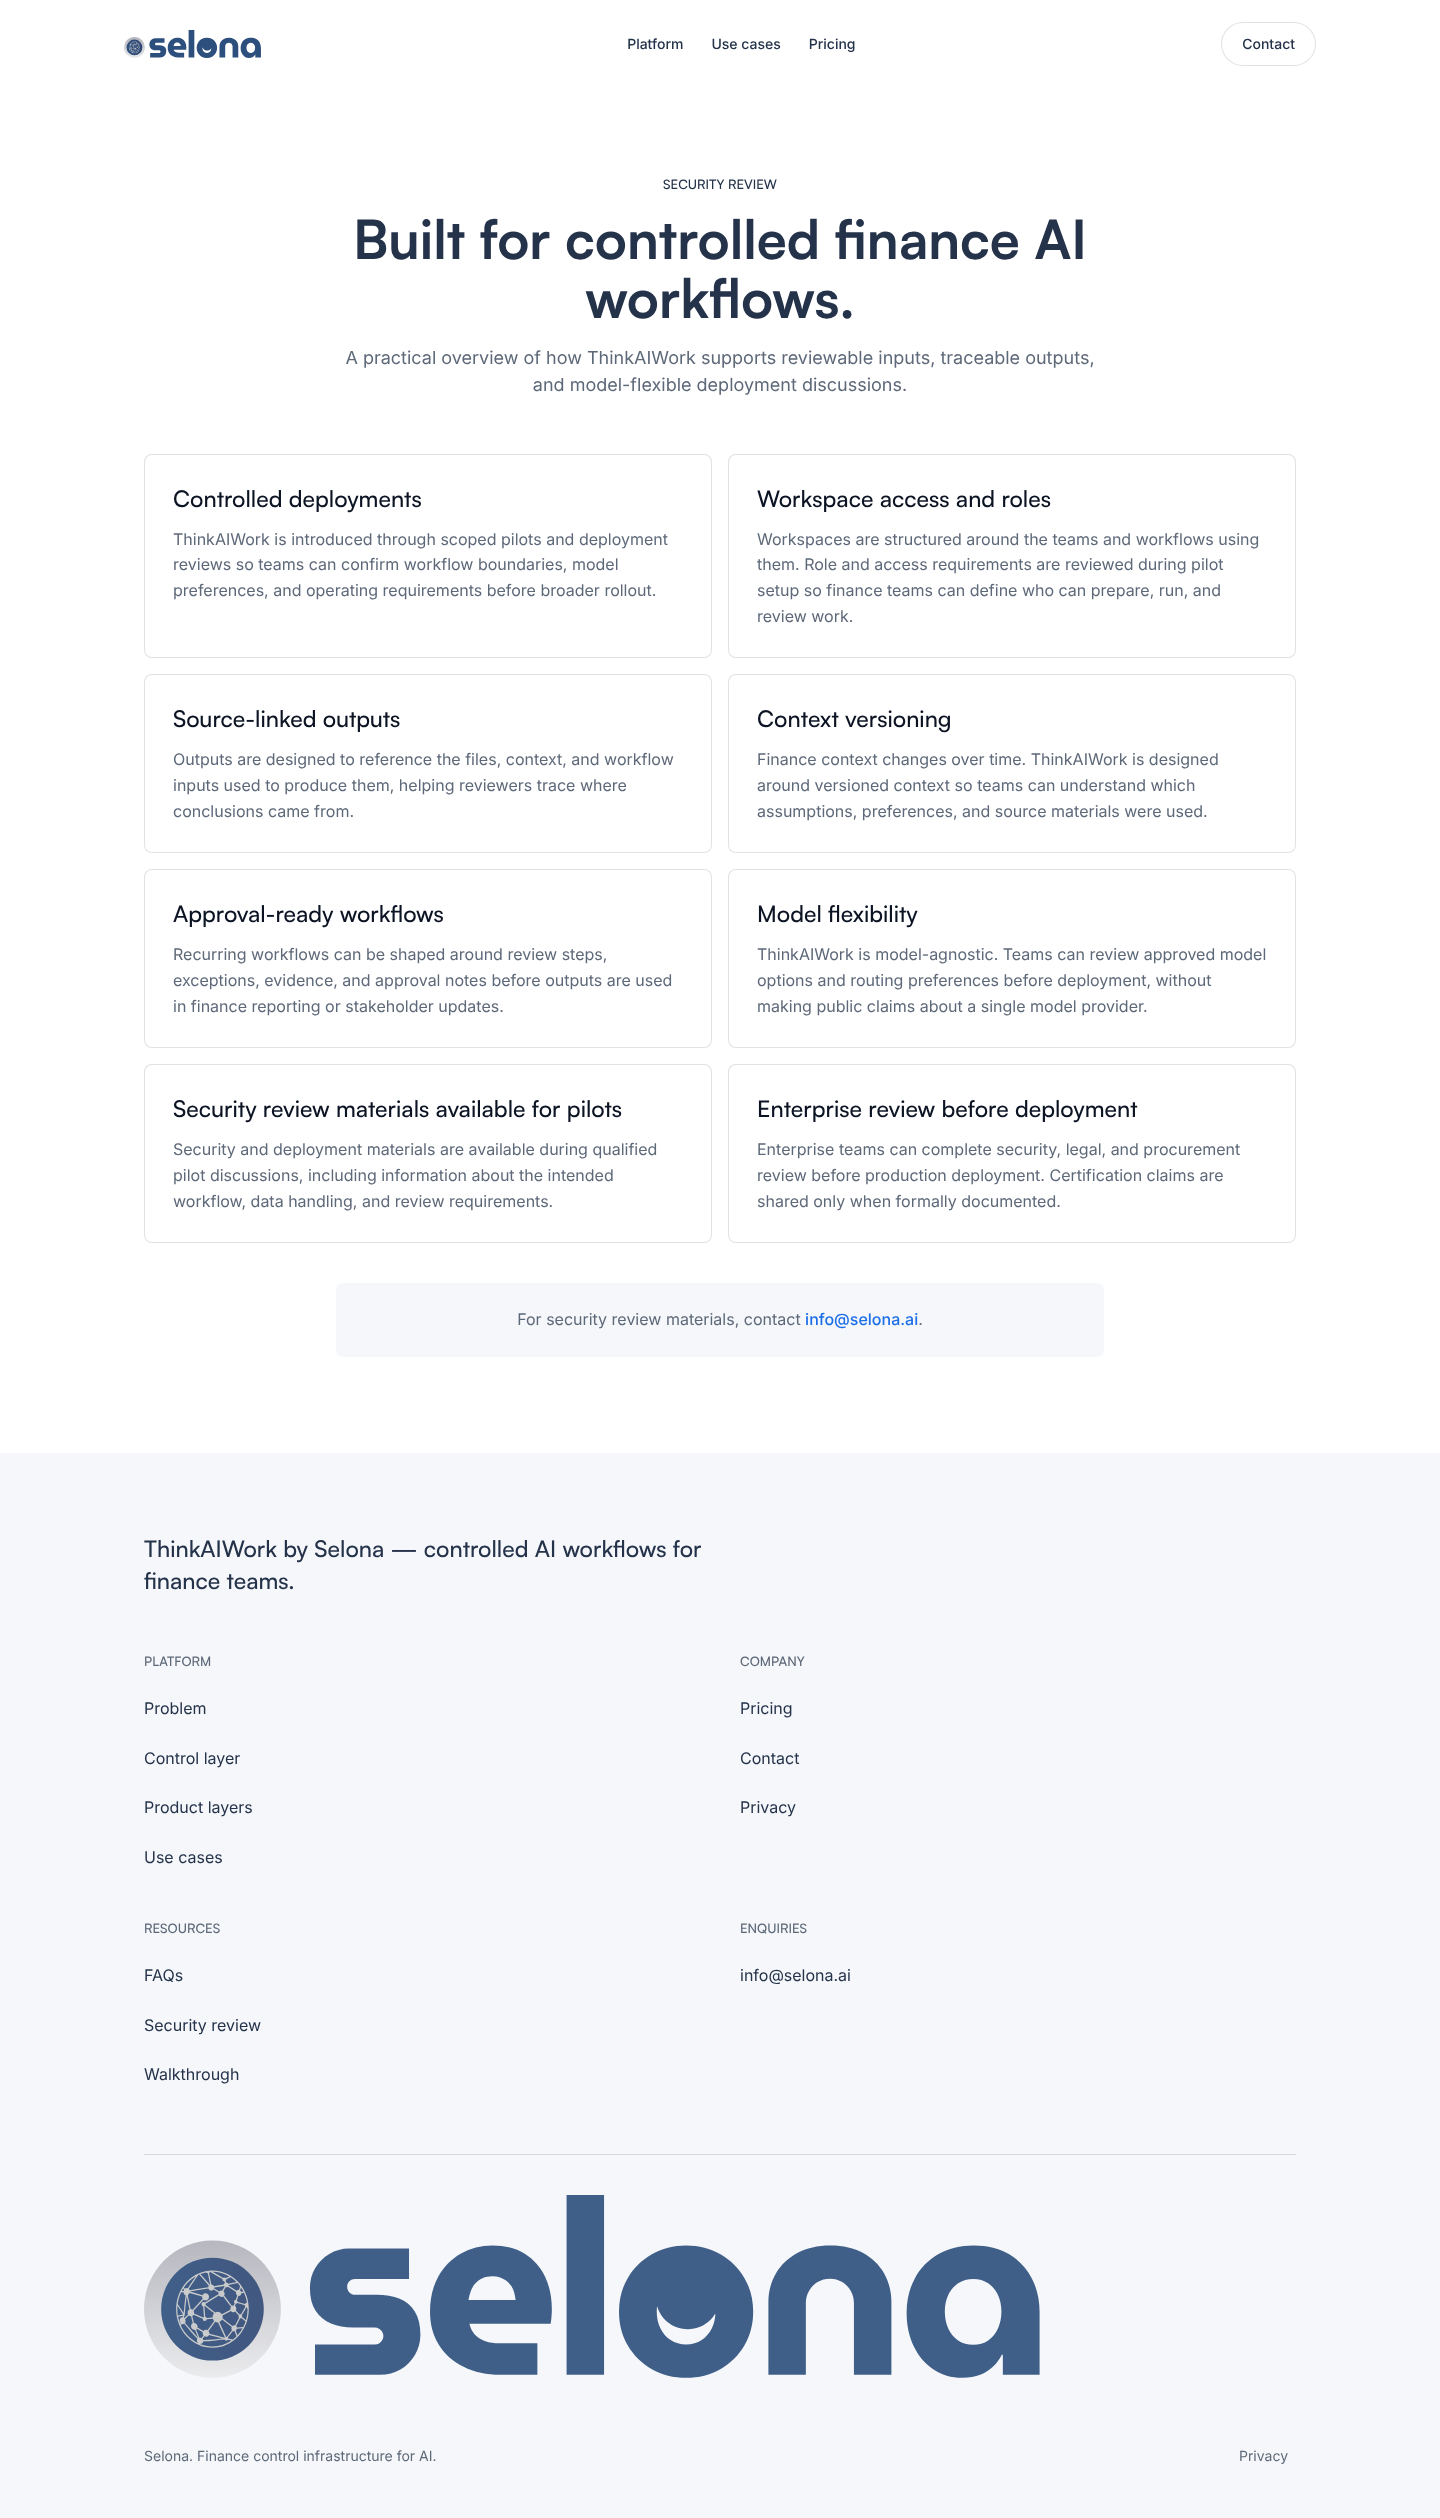 selona
Platform
Use cases
Pricing
Contact
SECURITY REVIEW
Built for controlled finance AI
workflows.
A practical overview of how ThinkAIWork supports reviewable inputs, traceable outputs,
and model-flexible deployment discussions.
Controlled deployments
ThinkAIWork is introduced through scoped pilots and deployment
reviews so teams can confirm workflow boundaries, model
preferences, and operating requirements before broader rollout.
Workspace access and roles
Workspaces are structured around the teams and workflows using
them. Role and access requirements are reviewed during pilot
setup so finance teams can define who can prepare, run, and
review work.
Source-linked outputs
Outputs are designed to reference the files, context, and workflow
inputs used to produce them, helping reviewers trace where
conclusions came from.
Context versioning
Finance context changes over time. ThinkAIWork is designed
around versioned context so teams can understand which
assumptions, preferences, and source materials were used.
Approval-ready workflows
Recurring workflows can be shaped around review steps,
exceptions, evidence, and approval notes before outputs are used
in finance reporting or stakeholder updates.
Model flexibility
ThinkAIWork is model-agnostic. Teams can review approved model
options and routing preferences before deployment, without
making public claims about a single model provider.
Security review materials available for pilots
Security and deployment materials are available during qualified
pilot discussions, including information about the intended
workflow, data handling, and review requirements.
Enterprise review before deployment
Enterprise teams can complete security, legal, and procurement
review before production deployment. Certification claims are
shared only when formally documented.
For security review materials, contact info@selona.ai.
ThinkAIWork by Selona — controlled AI workflows for
finance teams.
PLATFORM
Problem
Control layer
Product layers
Use cases
COMPANY
Pricing
Contact
Privacy
RESOURCES
FAQs
Security review
Walkthrough
ENQUIRIES
info@selona.ai
selona
Selona. Finance control infrastructure for AI.
Privacy